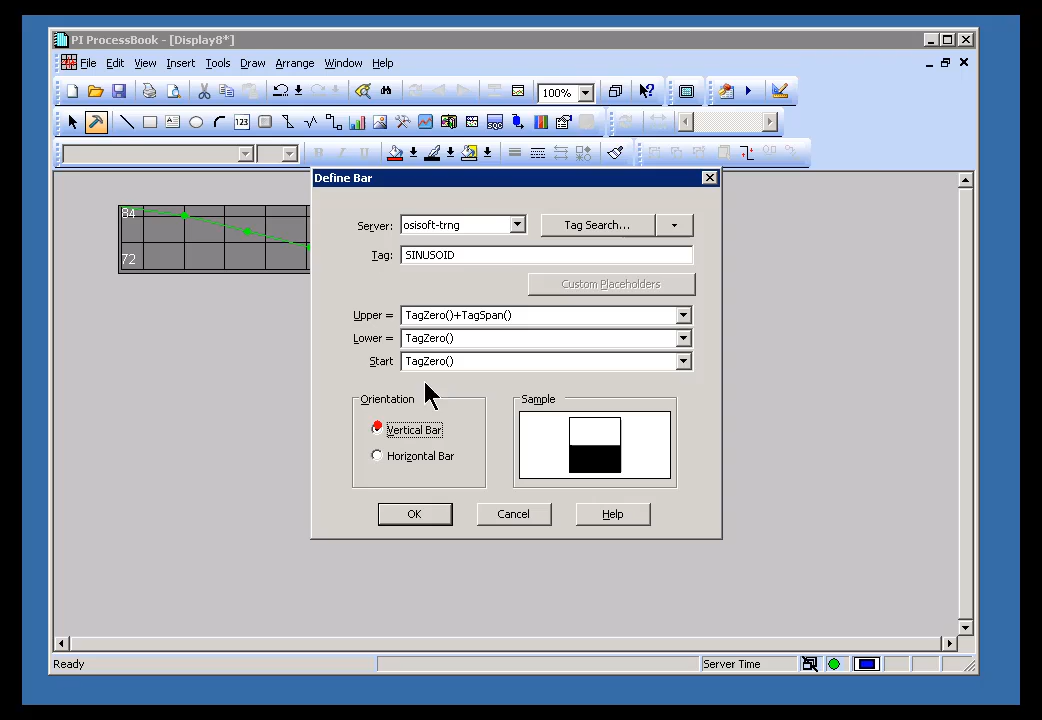 PI ProcessBook - [Display8*]
File Edit View Insert Tools Draw Arrange Window Help
100%
123
SQC
B I U
Define Bar
84
72
Server: osisoft-trng Tag Search...
Tag: SINUSOID
Custom Placeholders
Upper = TagZero()+TagSpan()
Lower = TagZero()
Start TagZero()
Orientation Sample
Vertical Bar
Horizontal Bar
OK Cancel Help
Ready Server Time